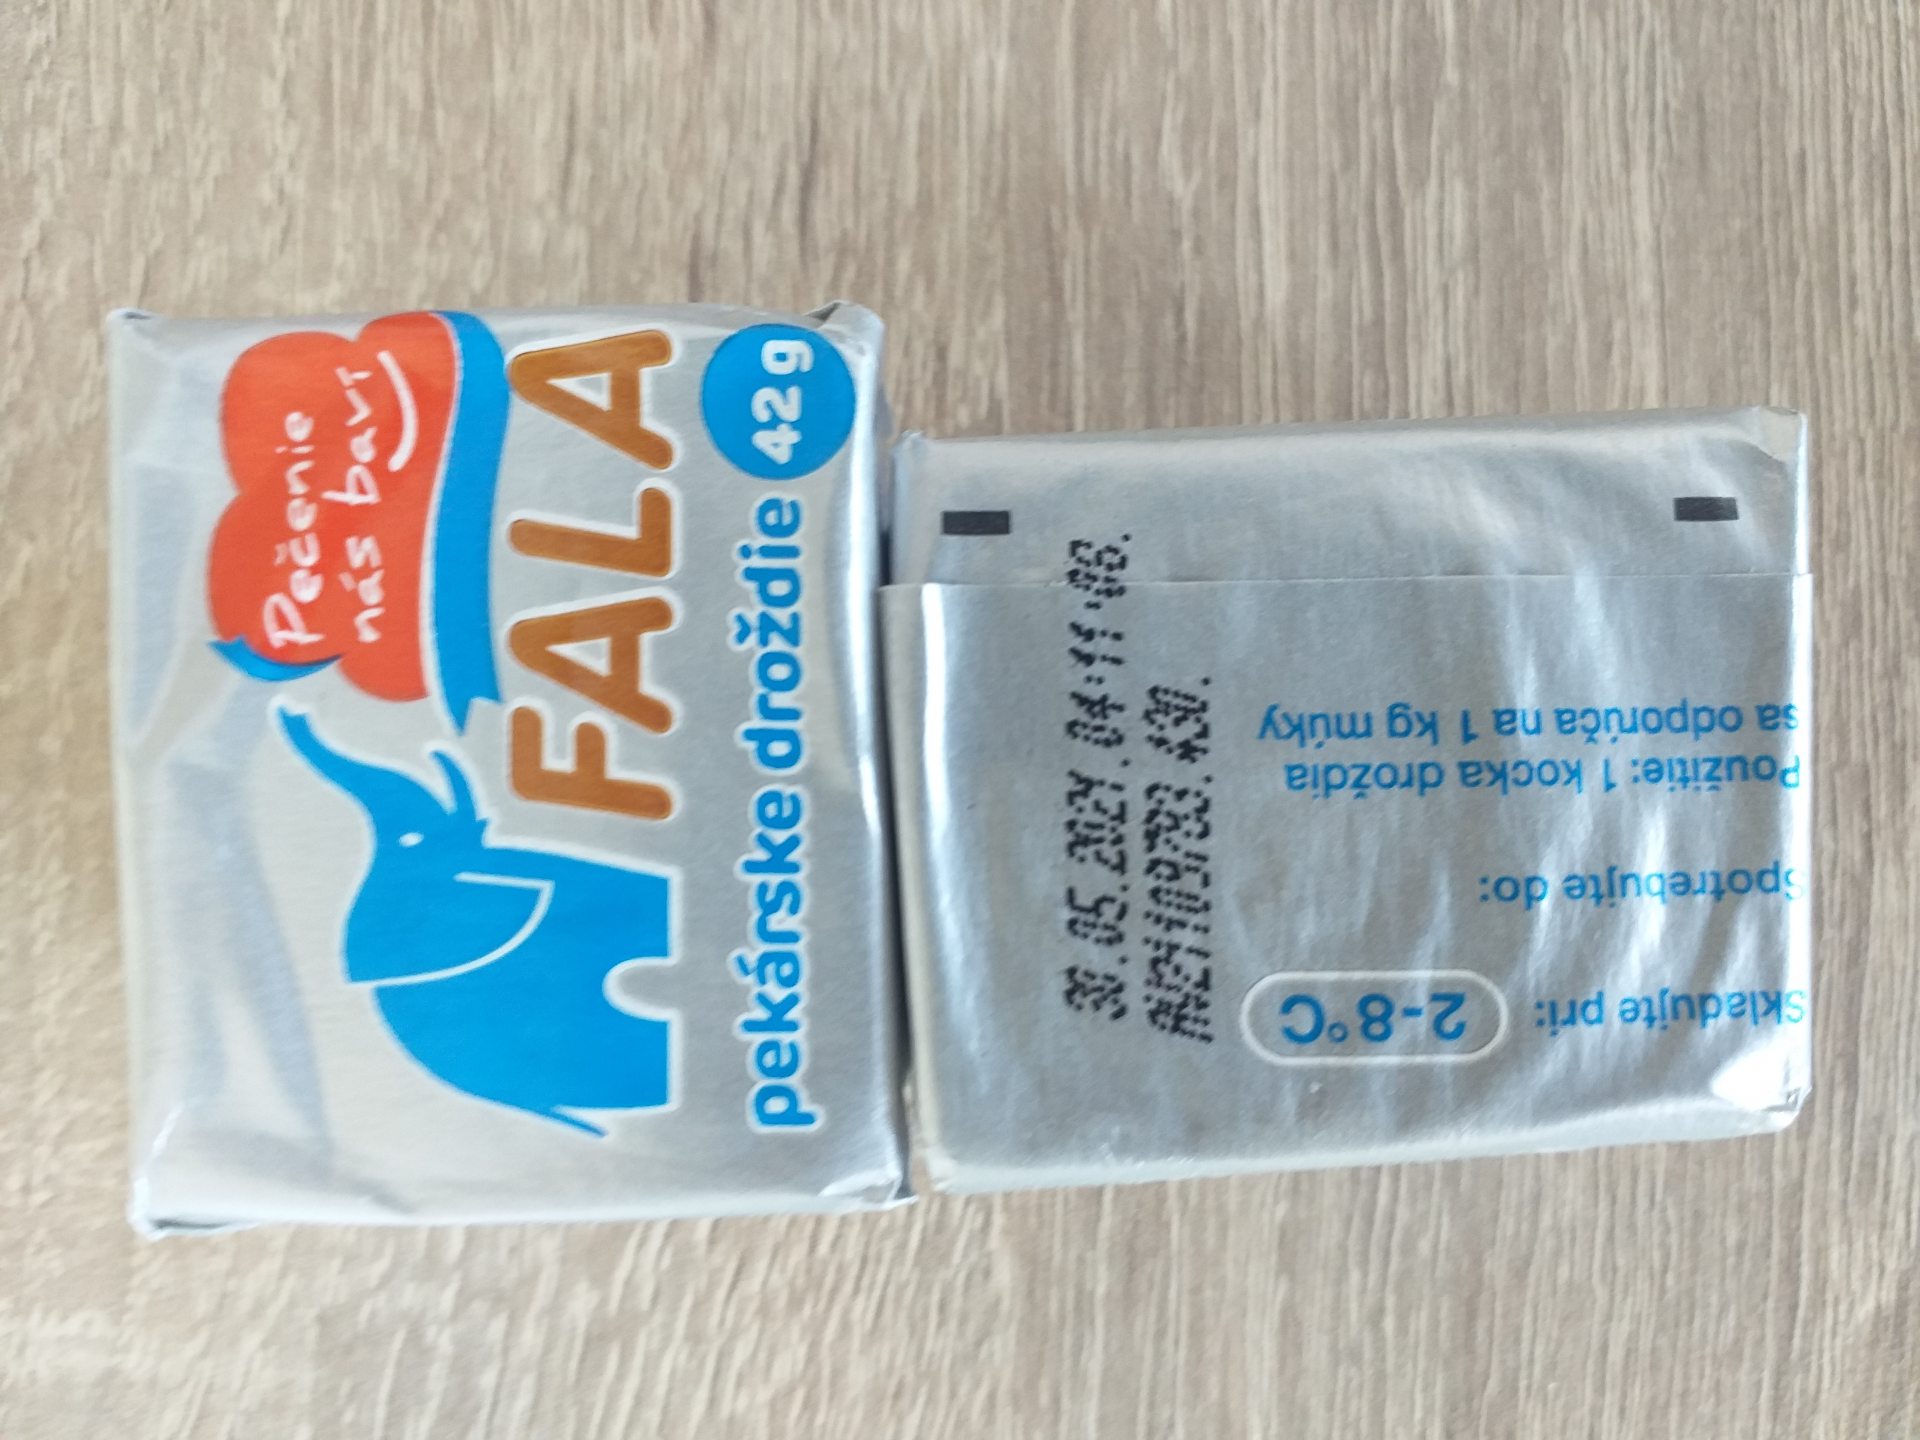 Pečenie
nás baví
FALA
pekárske droždie 42 g
Skladujte pri: 2-8°C
Spotrebujte do:
Použitie: 1 kocka droždia
sa odporúča na 1 kg múky